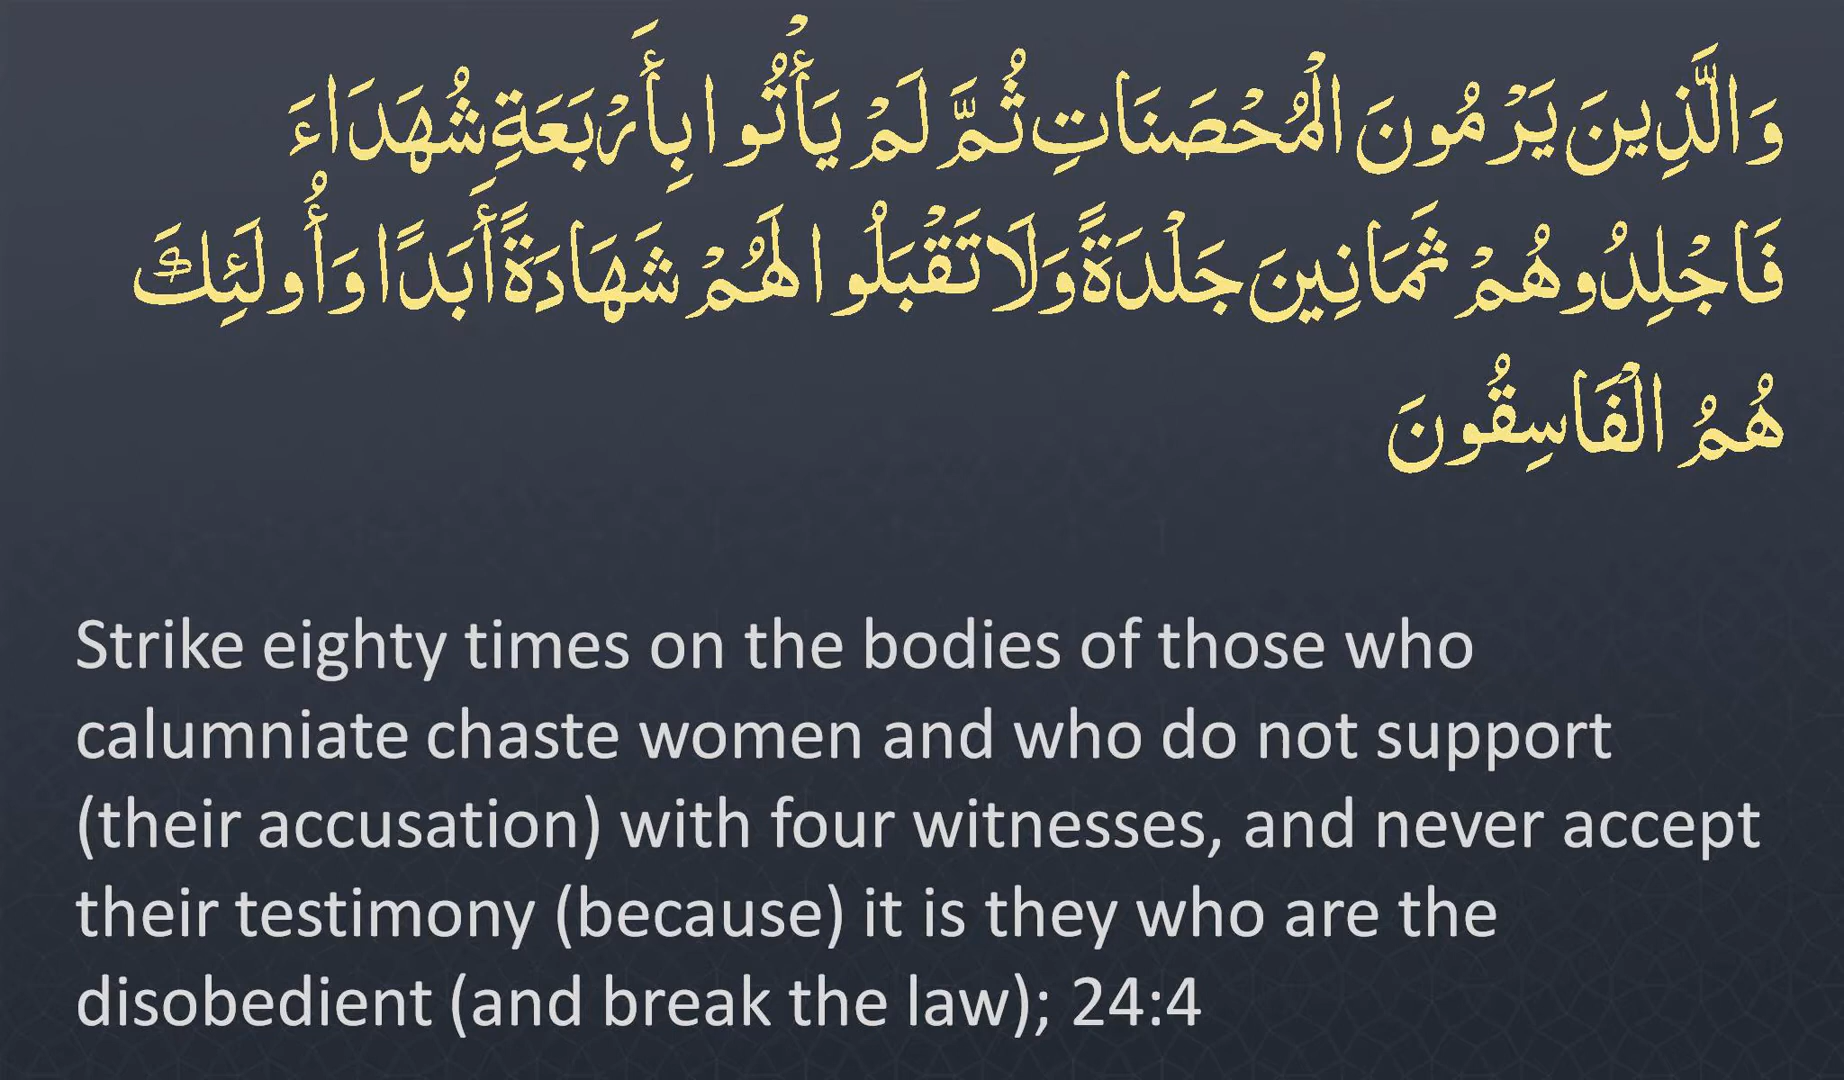 وَالَّذِينَ يَرْمُونَ الْمُحْصَنَاتِ ثُمَّ لَمْ يَأْتُوا بِأَرْبَعَةِ شُهَدَاءَ
فَاجْلِدُوهُمْ ثَمَانِينَ جَلْدَةً وَلَا تَقْبَلُوا لَهُمْ شَهَادَةً أَبَدًا وَأُولَئِكَ
هُمُ الْفَاسِقُونَ
Strike eighty times on the bodies of those who
calumniate chaste women and who do not support
(their accusation) with four witnesses, and never accept
their testimony (because) it is they who are the
disobedient (and break the law); 24:4